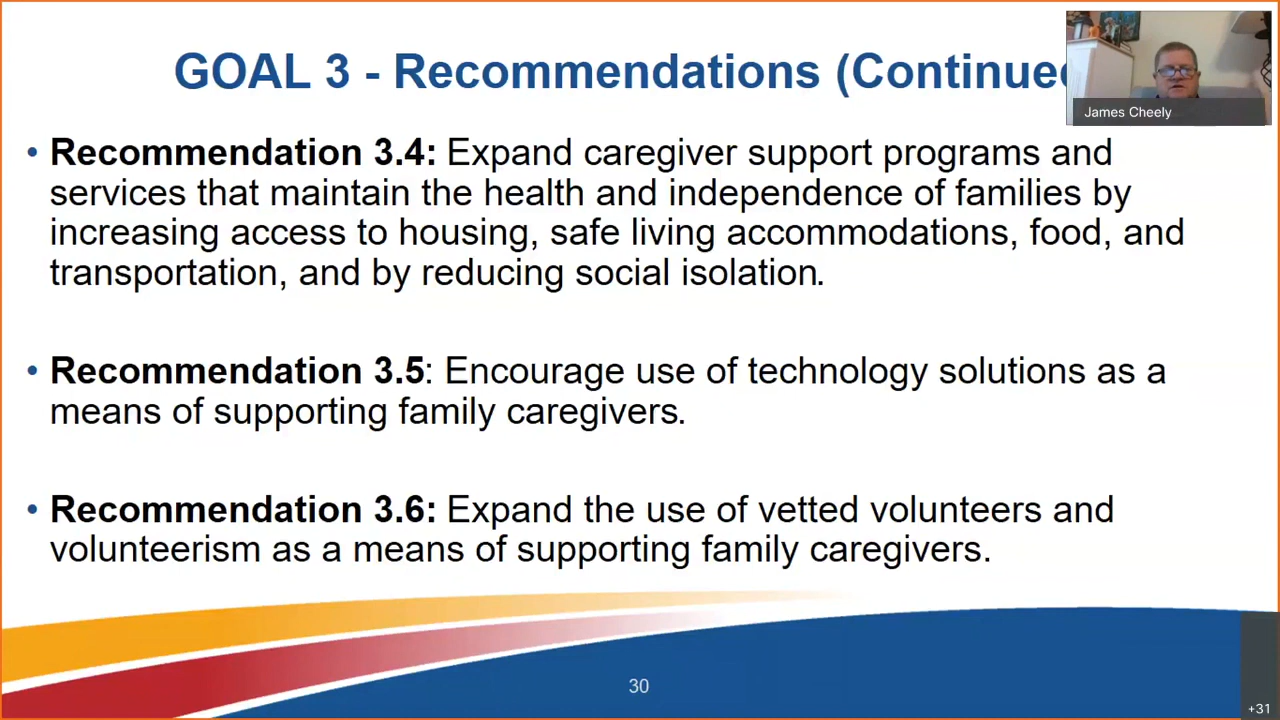 GOAL 3 - Recommendations (Continue
James Cheely
• Recommendation 3.4: Expand caregiver support programs and
services that maintain the health and independence of families by
increasing access to housing, safe living accommodations, food, and
transportation, and by reducing social isolation.
• Recommendation 3.5: Encourage use of technology solutions as a
means of supporting family caregivers.
• Recommendation 3.6: Expand the use of vetted volunteers and
volunteerism as a means of supporting family caregivers.
30
+31